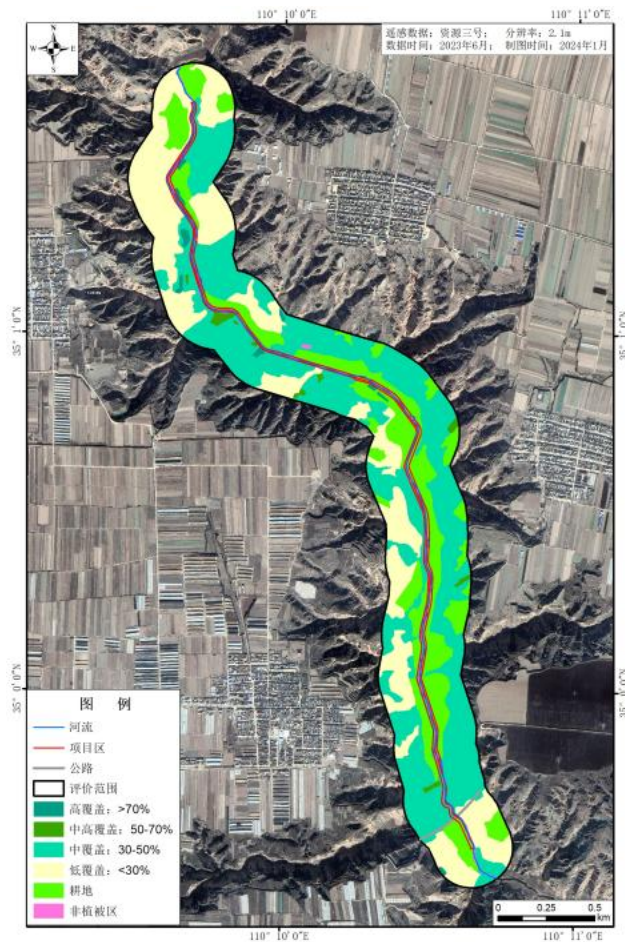 110° 10′ 0″E
110° 11′ 0″E
N
W
E
S
遥感数据：资源三号； 分辨率：2.1m
数据时间：2023年6月； 制图时间：2024年1月
35° 1′ 0″N
35° 1′ 0″N
35° 0′ 0″N
35° 0′ 0″N
图 例
河流
项目区
公路
评价范围
高覆盖：>70%
中高覆盖：50-70%
中覆盖：30-50%
低覆盖：<30%
耕地
非植被区
0 0.25 0.5
km
110° 10′ 0″E
110° 11′ 0″E